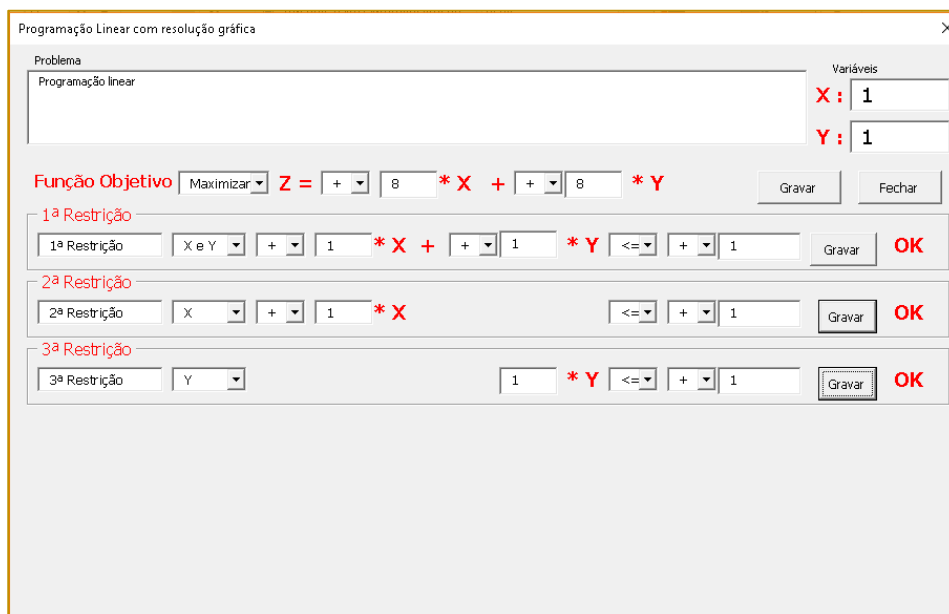 Programação Linear com resolução gráfica
Problema
Programação linear
Variáveis
X : 1
Y : 1
Função Objetivo Maximizar Z = + 8 * X + + 8 * Y Gravar Fechar
1ª Restrição
1ª Restrição X e Y + 1 * X + + 1 * Y <= + 1 Gravar OK
2ª Restrição
2ª Restrição X + 1 * X <= + 1 Gravar OK
3ª Restrição
3ª Restrição Y 1 * Y <= + 1 Gravar OK